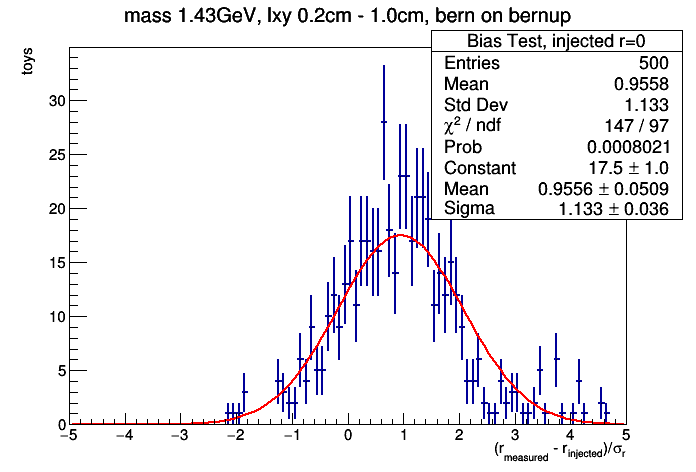 mass 1.43GeV, lxy 0.2cm - 1.0cm, bern on bernup
toys
Bias Test, injected r=0
Entries 500
Mean 0.9558
Std Dev 1.133
χ² / ndf 147 / 97
Prob 0.0008021
Constant 17.5 ± 1.0
Mean 0.9556 ± 0.0509
Sigma 1.133 ± 0.036
30
25
20
15
10
5
0
−5 −4 −3 −2 −1 0 1 2 3 4 5
(r_measured - r_injected)/σ_r